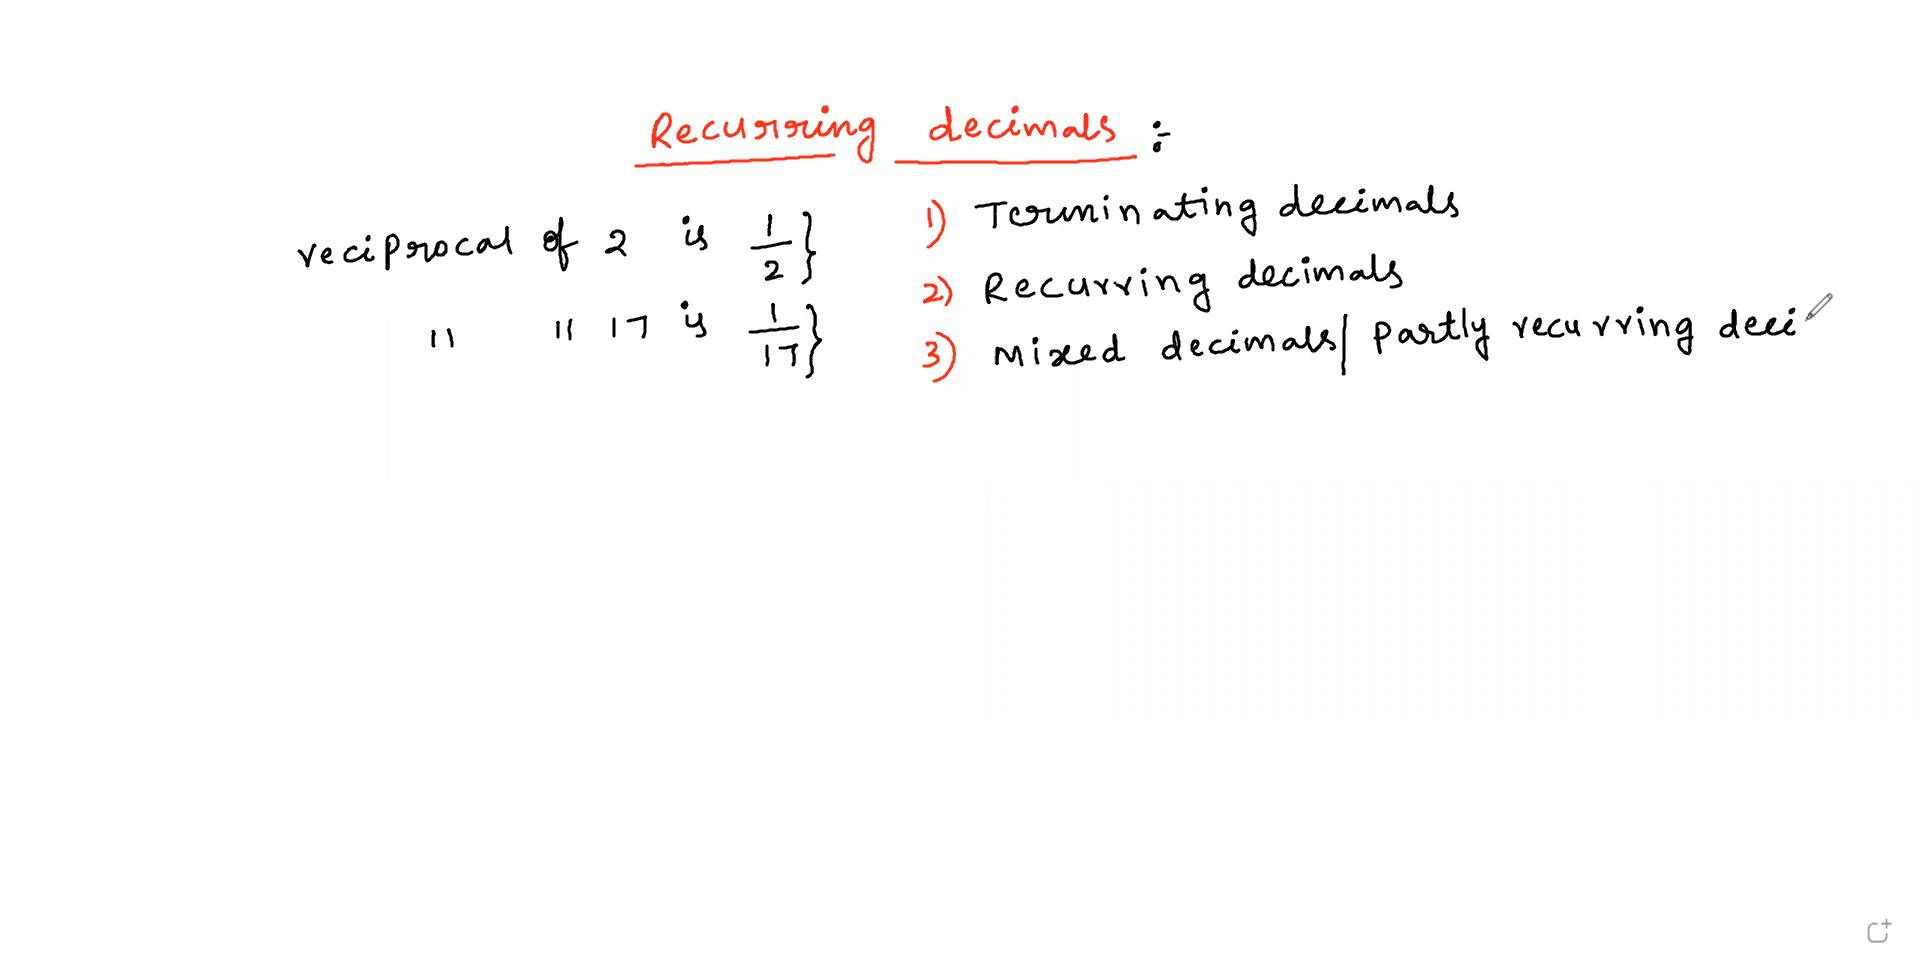 Recurring decimals :-
reciprocal of 2 is 1/2}
" " 17 is 1/17}
1) Terminating decimals
2) Recurring decimals
3) Mixed decimals/ Partly recurring deci